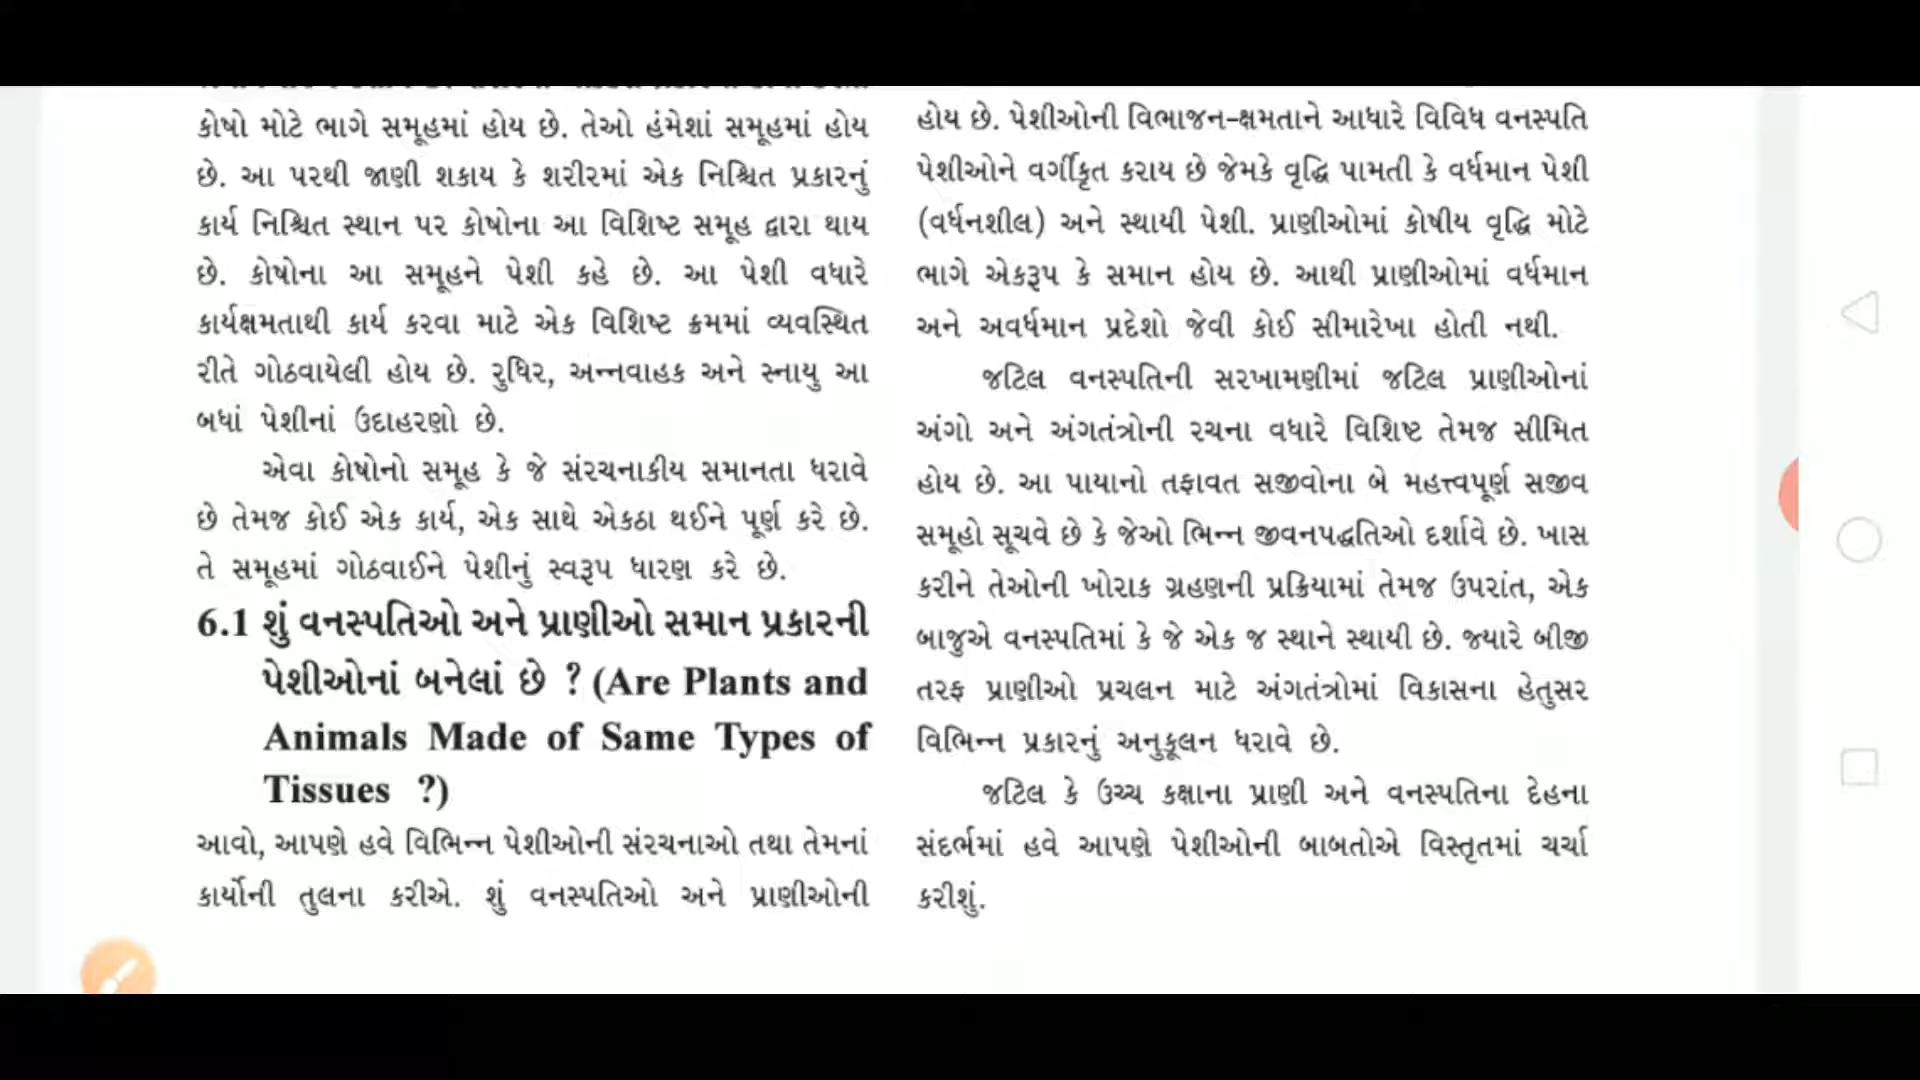 કોષો મોટે ભાગે સમૂહમાં હોય છે. તેઓ હંમેશાં સમૂહમાં હોય
છે. આ પરથી જાણી શકાય કે શરીરમાં એક નિશ્ચિત પ્રકારનું
કાર્ય નિશ્ચિત સ્થાન પર કોષોના આ વિશિષ્ટ સમૂહ દ્વારા થાય
છે. કોષોના આ સમૂહને પેશી કહે છે. આ પેશી વધારે
કાર્યક્ષમતાથી કાર્ય કરવા માટે એક વિશિષ્ટ ક્રમમાં વ્યવસ્થિત
રીતે ગોઠવાયેલી હોય છે. રુધિર, અન્નવાહક અને સ્નાયુ આ
બધાં પેશીનાં ઉદાહરણો છે.
એવા કોષોનો સમૂહ કે જે સંરચનાકીય સમાનતા ધરાવે
છે તેમજ કોઈ એક કાર્ય, એક સાથે એકઠા થઈને પૂર્ણ કરે છે.
તે સમૂહમાં ગોઠવાઈને પેશીનું સ્વરૂપ ધારણ કરે છે.
6.1 શું વનસ્પતિઓ અને પ્રાણીઓ સમાન પ્રકારની
પેશીઓનાં બનેલાં છે ? (Are Plants and
Animals Made of Same Types of
Tissues ?)
આવો, આપણે હવે વિભિન્ન પેશીઓની સંરચનાઓ તથા તેમનાં
કાર્યોની તુલના કરીએ. શું વનસ્પતિઓ અને પ્રાણીઓની
હોય છે. પેશીઓની વિભાજન-ક્ષમતાને આધારે વિવિધ વનસ્પતિ
પેશીઓને વર્ગીકૃત કરાય છે જેમકે વૃદ્ધિ પામતી કે વર્ધમાન પેશી
(વર્ધનશીલ) અને સ્થાયી પેશી. પ્રાણીઓમાં કોષીય વૃદ્ધિ મોટે
ભાગે એકરૂપ કે સમાન હોય છે. આથી પ્રાણીઓમાં વર્ધમાન
અને અવર્ધમાન પ્રદેશો જેવી કોઈ સીમારેખા હોતી નથી.
જટિલ વનસ્પતિની સરખામણીમાં જટિલ પ્રાણીઓનાં
અંગો અને અંગતંત્રોની રચના વધારે વિશિષ્ટ તેમજ સીમિત
હોય છે. આ પાયાનો તફાવત સજીવોના બે મહત્ત્વપૂર્ણ સજીવ
સમૂહો સૂચવે છે કે જેઓ ભિન્ન જીવનપદ્ધતિઓ દર્શાવે છે. ખાસ
કરીને તેઓની ખોરાક ગ્રહણની પ્રક્રિયામાં તેમજ ઉપરાંત, એક
બાજુએ વનસ્પતિમાં કે જે એક જ સ્થાને સ્થાયી છે. જ્યારે બીજી
તરફ પ્રાણીઓ પ્રચલન માટે અંગતંત્રોમાં વિકાસના હેતુસર
વિભિન્ન પ્રકારનું અનુકૂલન ધરાવે છે.
જટિલ કે ઉચ્ચ કક્ષાના પ્રાણી અને વનસ્પતિના દેહના
સંદર્ભમાં હવે આપણે પેશીઓની બાબતોએ વિસ્તૃતમાં ચર્ચા
કરીશું.